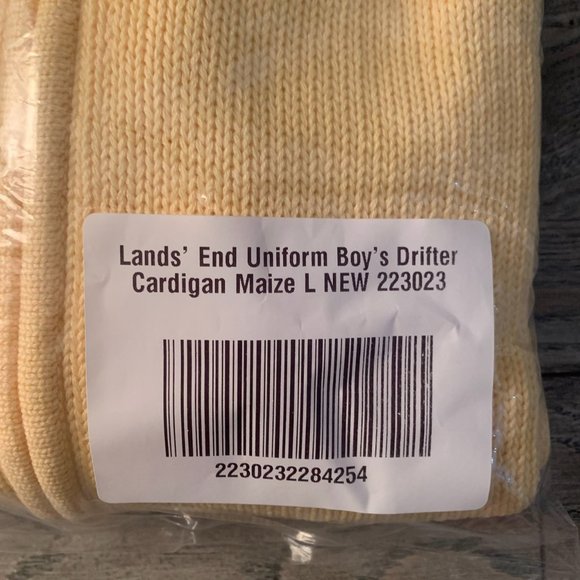 Lands' End Uniform Boy's Drifter
Cardigan Maize L NEW 223023
2230232284254